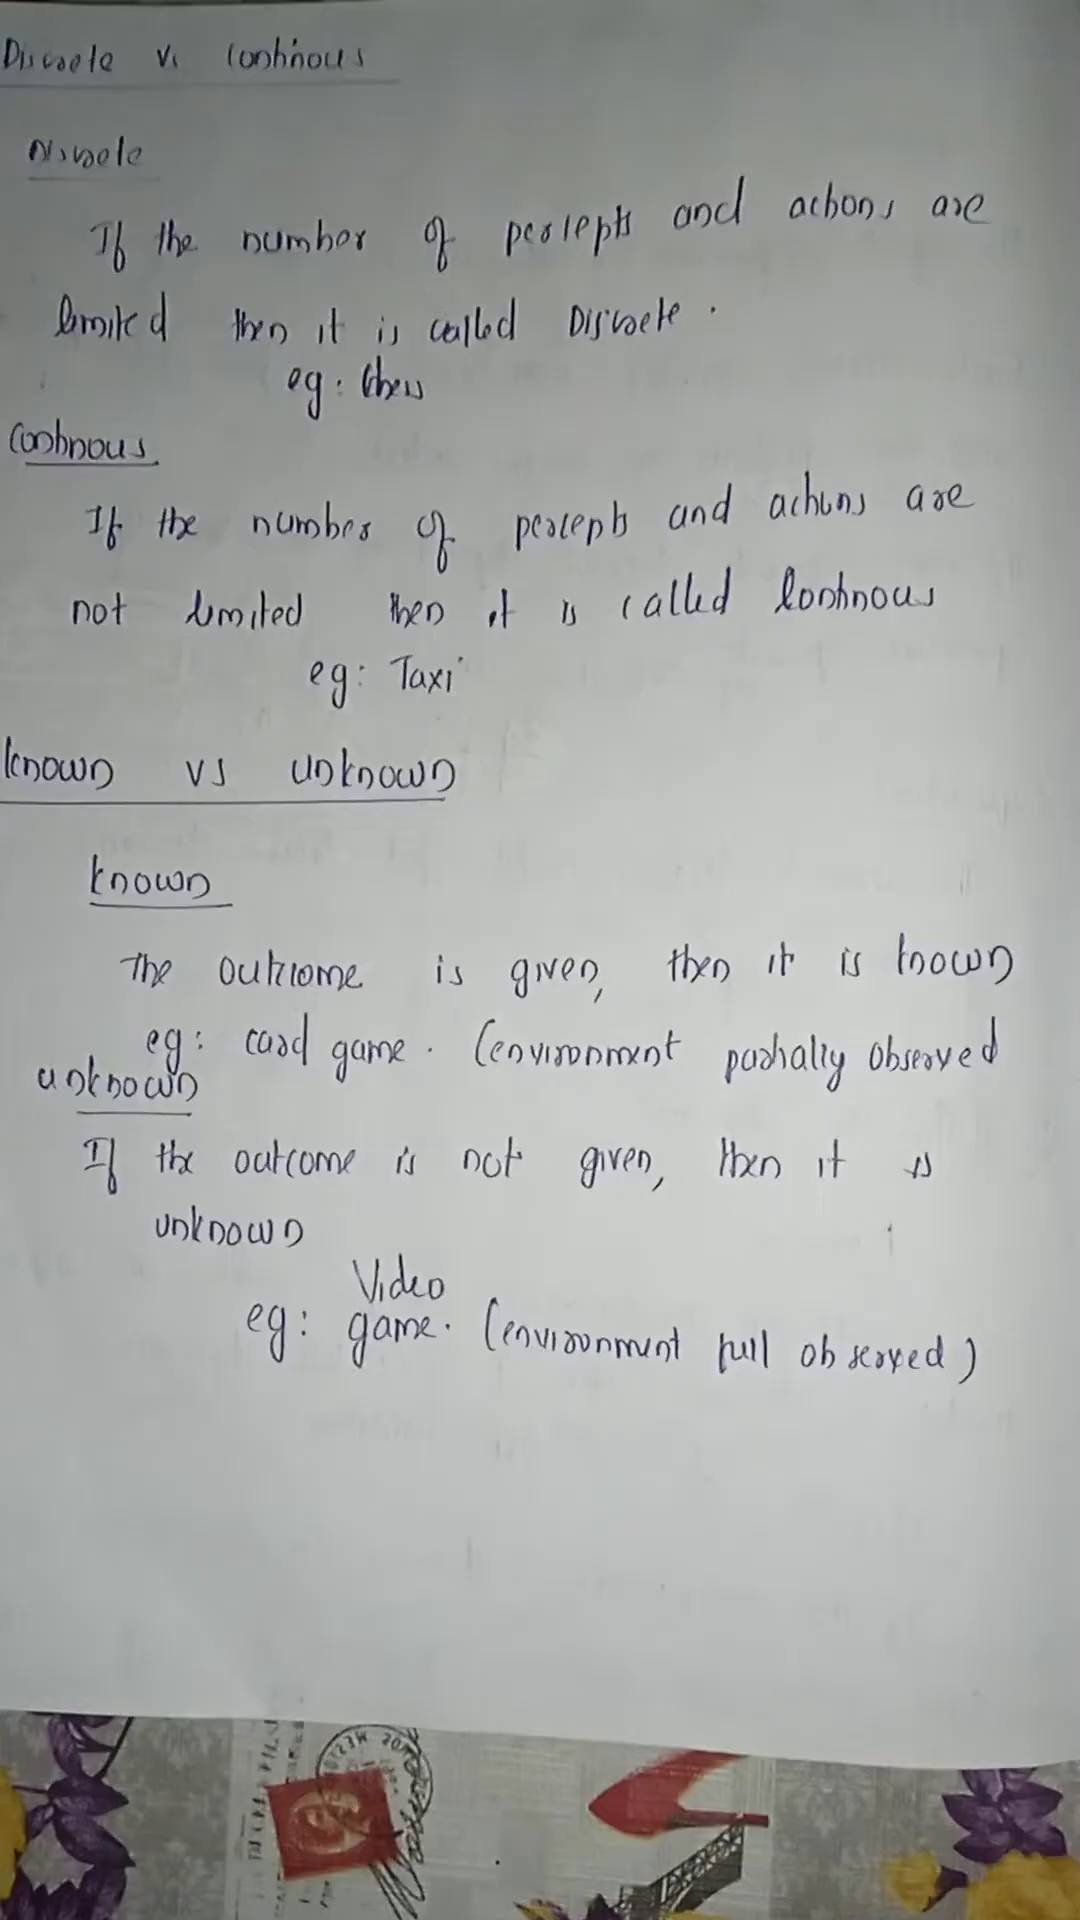 Discrete Vs Continous
Discrete
If the number of percepts and actions are
limited then it is called Discrete.
eg: Chess
Continous
If the number of percepts and actions are
not limited then it is called Continous
eg: Taxi
known vs unknown
known
The outcome is given, then it is known
eg: card game. (environment partially observed
unknown
If the outcome is not given, then it is
unknown
Video
eg: game. (environment full observed)